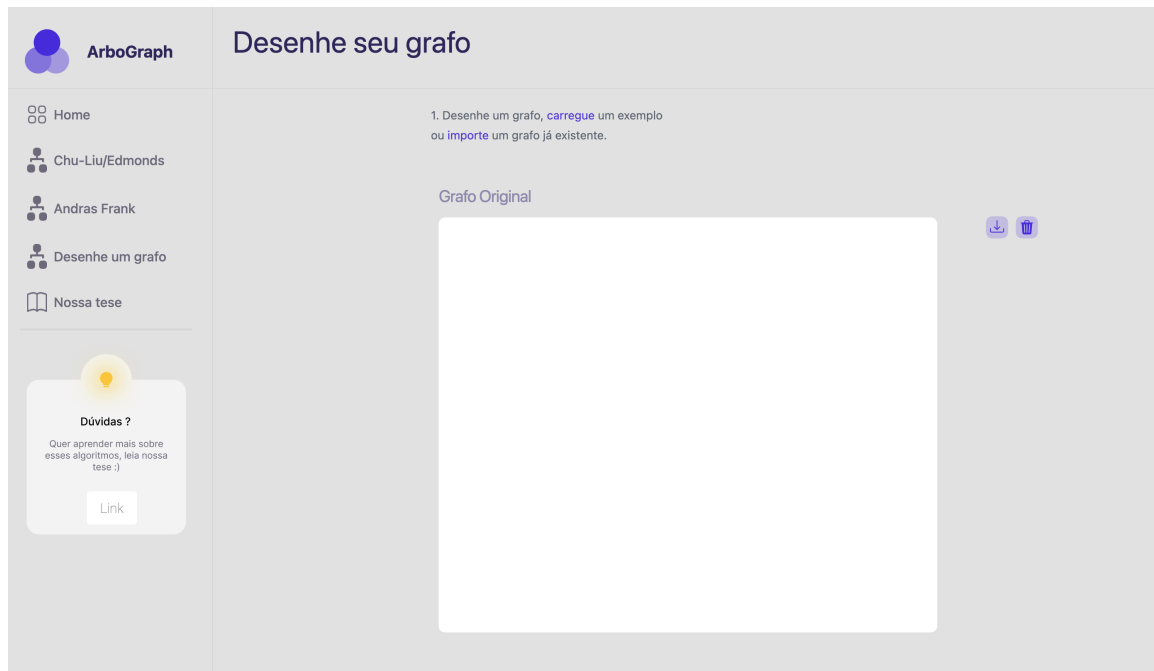 ArboGraph
Desenhe seu grafo
Home
Chu-Liu/Edmonds
Andras Frank
Desenhe um grafo
Nossa tese
Dúvidas ?
Quer aprender mais sobre
esses algoritmos, leia nossa
tese :)
Link
1. Desenhe um grafo, carregue um exemplo
ou importe um grafo já existente.
Grafo Original